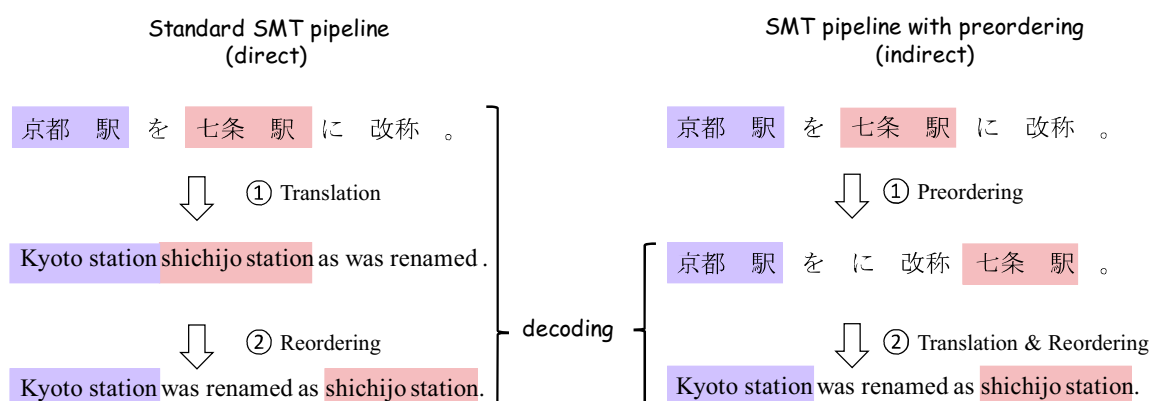 Standard SMT pipeline
(direct)
京都 駅 を 七条 駅 に 改称 。
① Translation
Kyoto station shichijo station as was renamed .
② Reordering
Kyoto station was renamed as shichijo station.
decoding
SMT pipeline with preordering
(indirect)
京都 駅 を 七条 駅 に 改称 。
① Preordering
京都 駅 を に 改称 七条 駅 。
② Translation & Reordering
Kyoto station was renamed as shichijo station.